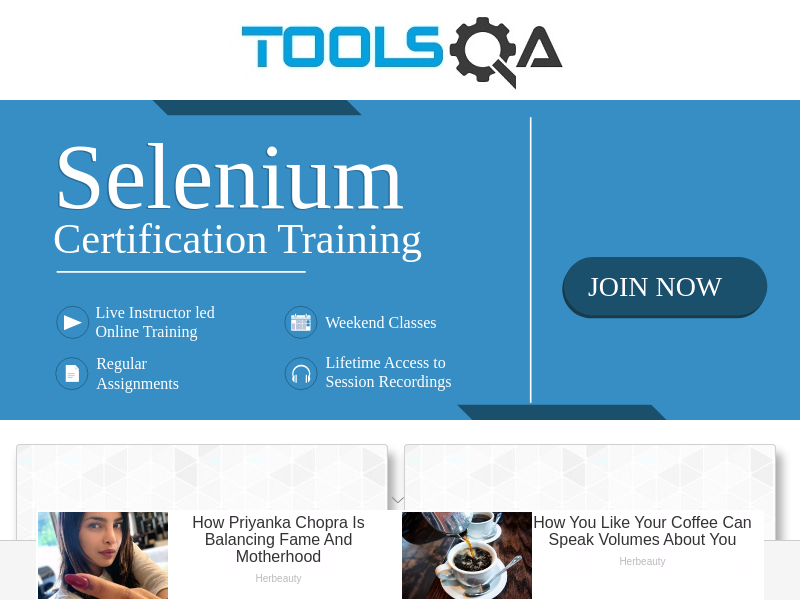 TOOLSQA
Selenium
Certification Training
Live Instructor led
Online Training
Weekend Classes
Regular
Assignments
Lifetime Access to
Session Recordings
JOIN NOW
How Priyanka Chopra Is
Balancing Fame And
Motherhood
Herbeauty
How You Like Your Coffee Can
Speak Volumes About You
Herbeauty